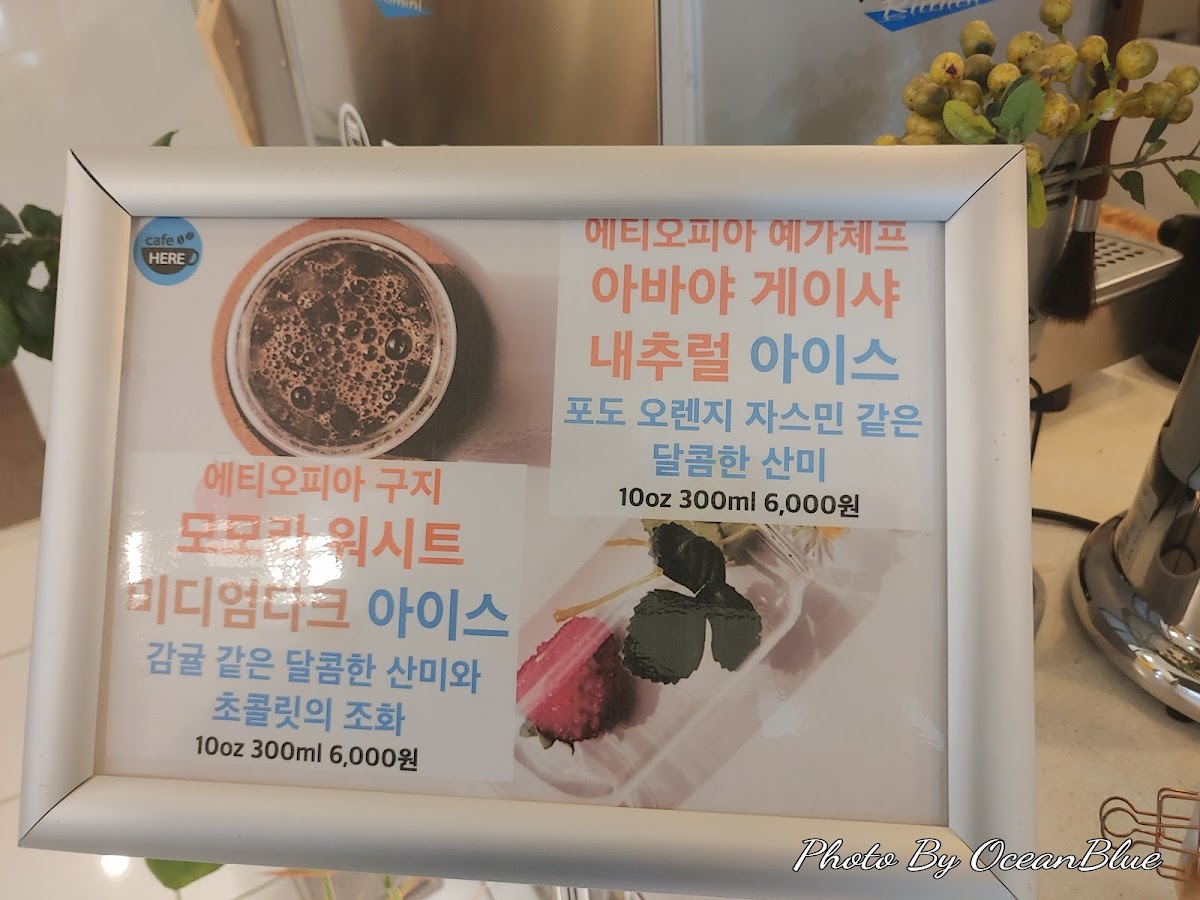 cafe
HERE
에티오피아 예가체프
아바야 게이샤
내추럴 아이스
포도 오렌지 자스민 같은
달콤한 산미
10oz 300ml 6,000원
에티오피아 구지
모모라 워시트
미디엄다크 아이스
감귤 같은 달콤한 산미와
초콜릿의 조화
10oz 300ml 6,000원
Photo By OceanBlue